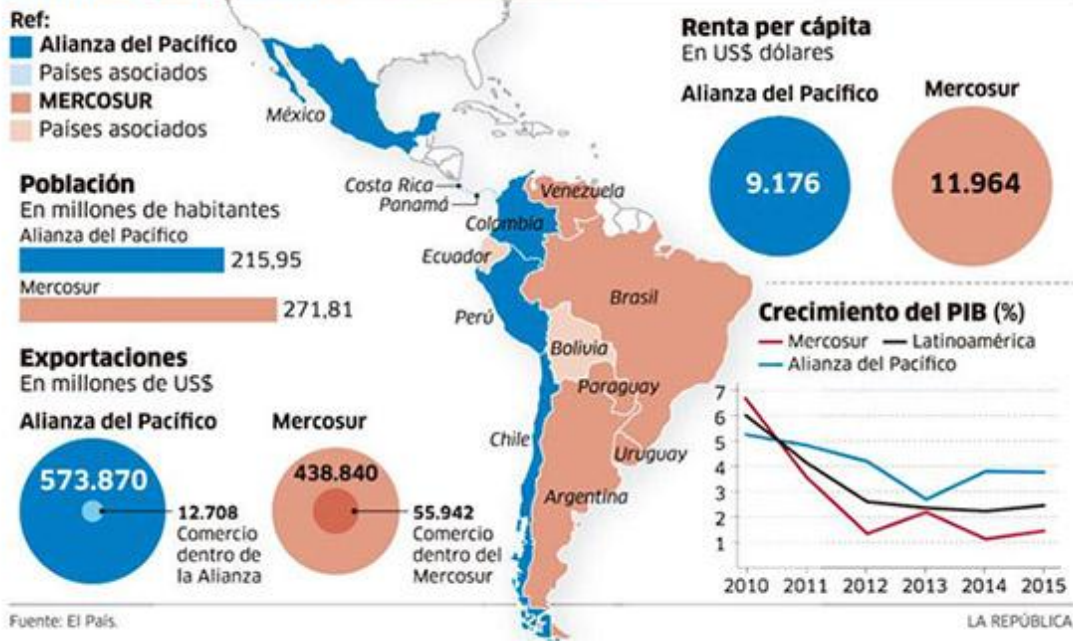 Ref:
Alianza del Pacífico
Países asociados
MERCOSUR
Países asociados
Población
En millones de habitantes
Alianza del Pacífico
215,95
Mercosur
271,81
Exportaciones
En millones de US$
Alianza del Pacífico
573.870
12.708
Comercio
dentro de
la Alianza
Mercosur
438.840
55.942
Comercio
dentro del
Mercosur
México
Costa Rica
Panamá
Venezuela
Colombia
Ecuador
Brasil
Perú
Bolivia
Paraguay
Chile
Uruguay
Argentina
Renta per cápita
En US$ dólares
Alianza del Pacífico
9.176
Mercosur
11.964
Crecimiento del PIB (%)
Mercosur
Latinoamérica
Alianza del Pacífico
7
6
5
4
3
2
1
2010 2011 2012 2013 2014 2015
Fuente: El País.
LA REPÚBLICA